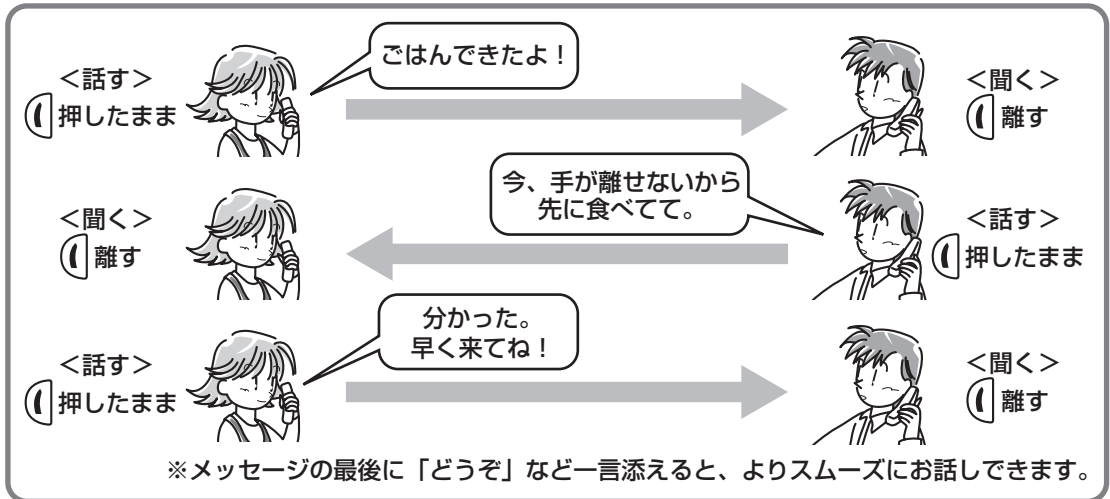 ごはんできたよ！
＜話す＞
押したまま
＜聞く＞
離す
今、手が離せないから
先に食べてて。
＜聞く＞
離す
＜話す＞
押したまま
分かった。
早く来てね！
＜話す＞
押したまま
＜聞く＞
離す
※メッセージの最後に「どうぞ」など一言添えると、よりスムーズにお話しできます。